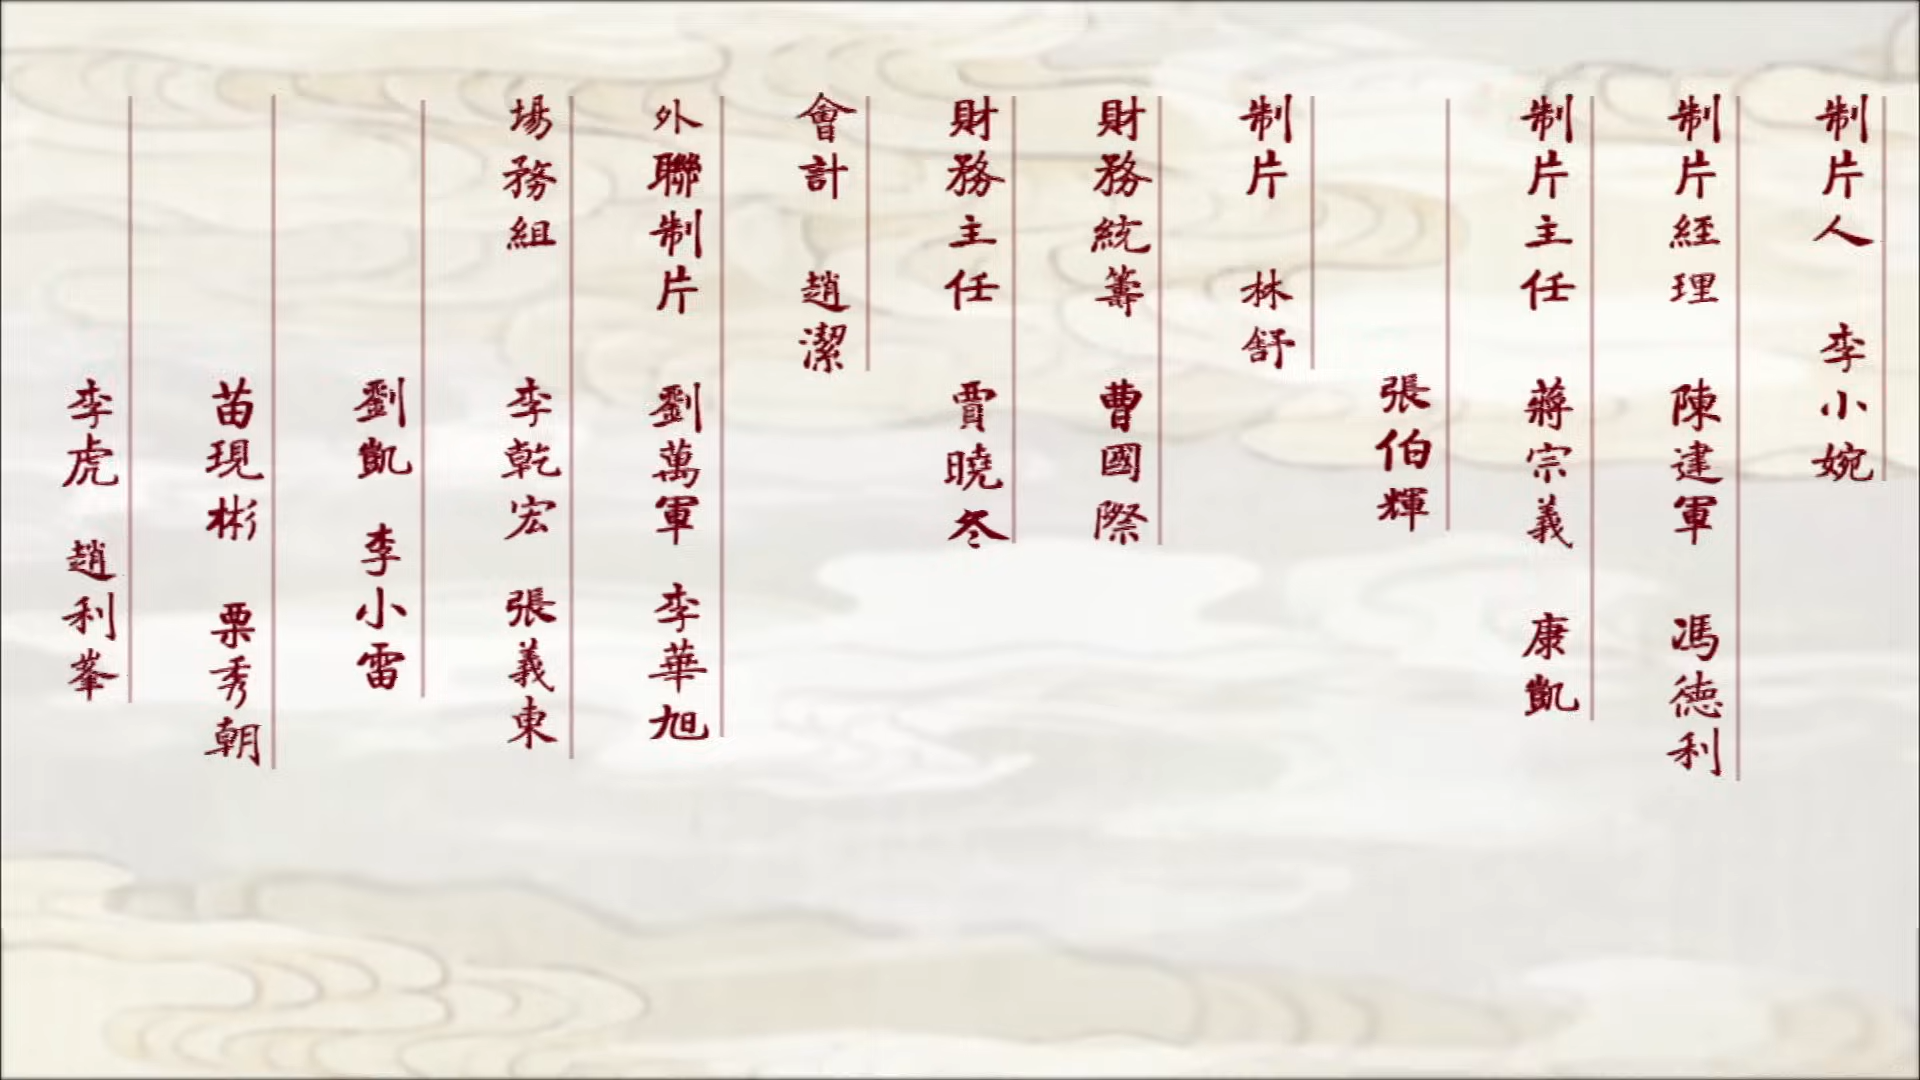 制片人 李小婉
制片經理 陳建軍 馮德利
制片主任 蔣宗義 康凱
張伯輝
制片 林舒
財務統籌 曹國際
財務主任 賈曉冬
會計 趙潔
外聯制片 劉萬軍 李華旭
場務組 李乾宏 張義東
劉凱 李小雷
苗現彬 栗秀朝
李虎 趙利峯